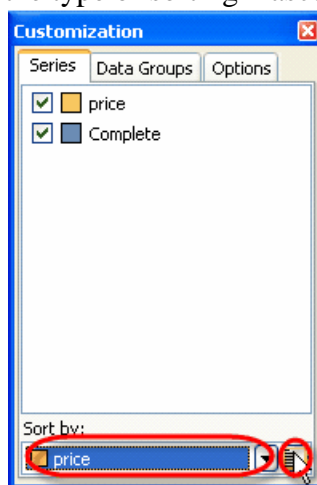 Customization
Series Data Groups Options
price
Complete
Sort by:
price